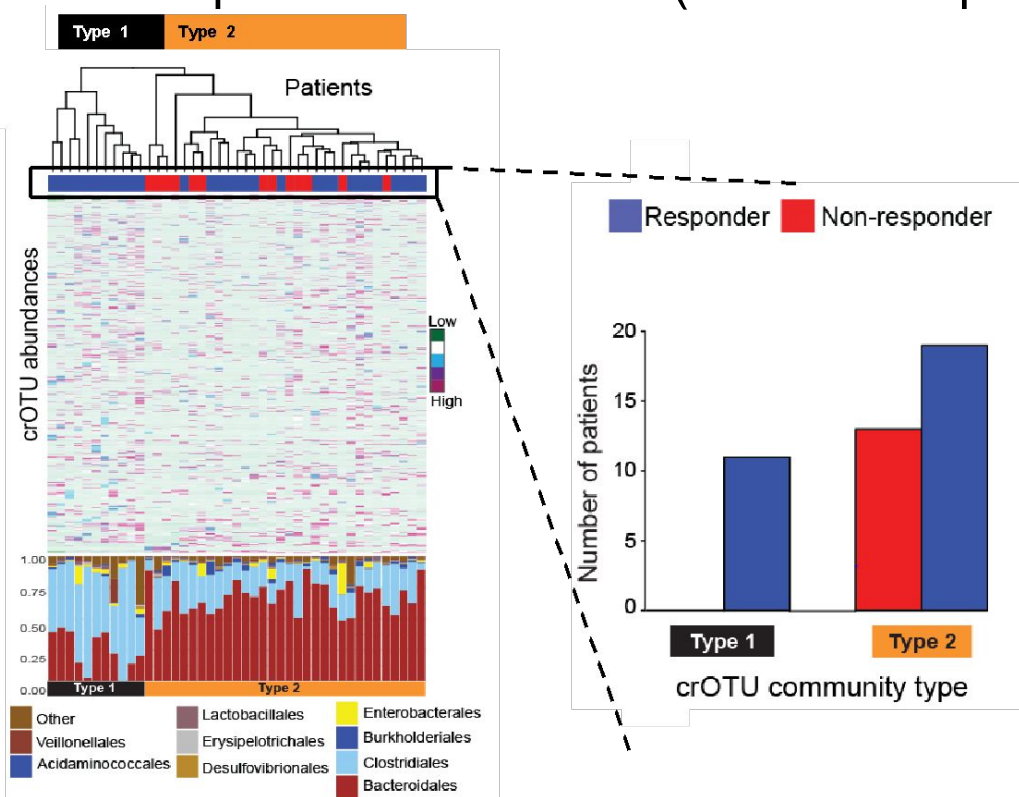 Type 1 Type 2
Patients
crOTU abundances
Low
High
1.00
0.75
0.50
0.25
0.00
Type 1 Type 2
Other
Veillonellales
Acidaminococcales
Lactobacillales
Erysipelotrichales
Desulfovibrionales
Enterobacterales
Burkholderiales
Clostridiales
Bacteroidales
Responder Non-responder
Number of patients
20
15
10
5
0
Type 1 Type 2
crOTU community type